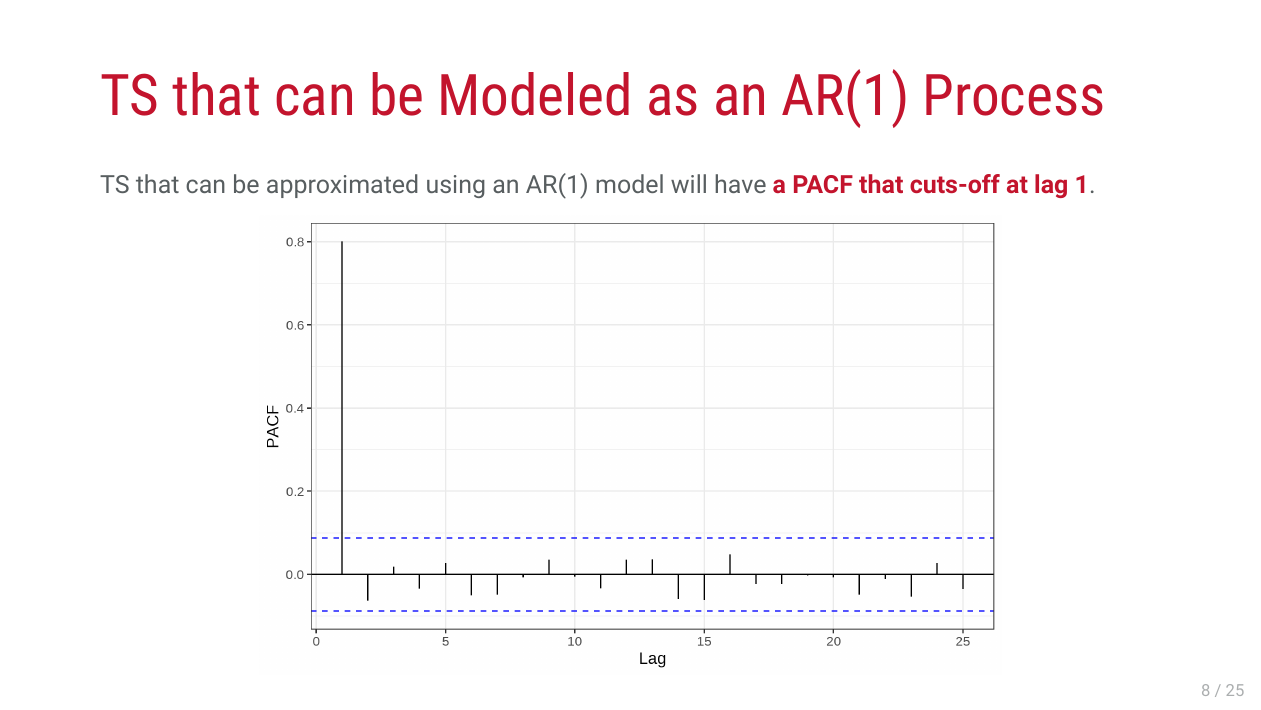 TS that can be Modeled as an AR(1) Process
TS that can be approximated using an AR(1) model will have a PACF that cuts-off at lag 1.
0.8
0.6
0.4
0.2
0.0
PACF
0 5 10 15 20 25
Lag
8 / 25